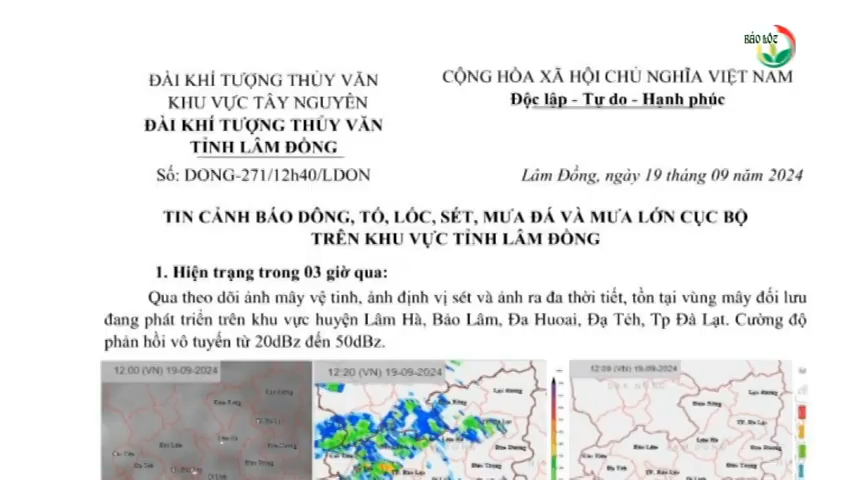 BẢO LỘC
ĐÀI KHÍ TƯỢNG THỦY VĂN
KHU VỰC TÂY NGUYÊN
ĐÀI KHÍ TƯỢNG THỦY VĂN
TỈNH LÂM ĐỒNG
Số: DONG-271/12h40/LDON
CỘNG HÒA XÃ HỘI CHỦ NGHĨA VIỆT NAM
Độc lập - Tự do - Hạnh phúc
Lâm Đồng, ngày 19 tháng 09 năm 2024
TIN CẢNH BÁO DÔNG, TỐ, LỐC, SÉT, MƯA ĐÁ VÀ MƯA LỚN CỤC BỘ
TRÊN KHU VỰC TỈNH LÂM ĐỒNG
1. Hiện trạng trong 03 giờ qua:
Qua theo dõi ảnh mây vệ tinh, ảnh định vị sét và ảnh ra đa thời tiết, tồn tại vùng mây đối lưu
đang phát triển trên khu vực huyện Lâm Hà, Bảo Lâm, Đa Huoai, Đạ Tẻh, Tp Đà Lạt. Cường độ
phản hồi vô tuyến từ 20dBz đến 50dBz.
12:00 (VN) 19-09-2024
12:20 (VN) 19-09-2024
12:09 (VN) 19-09-2024